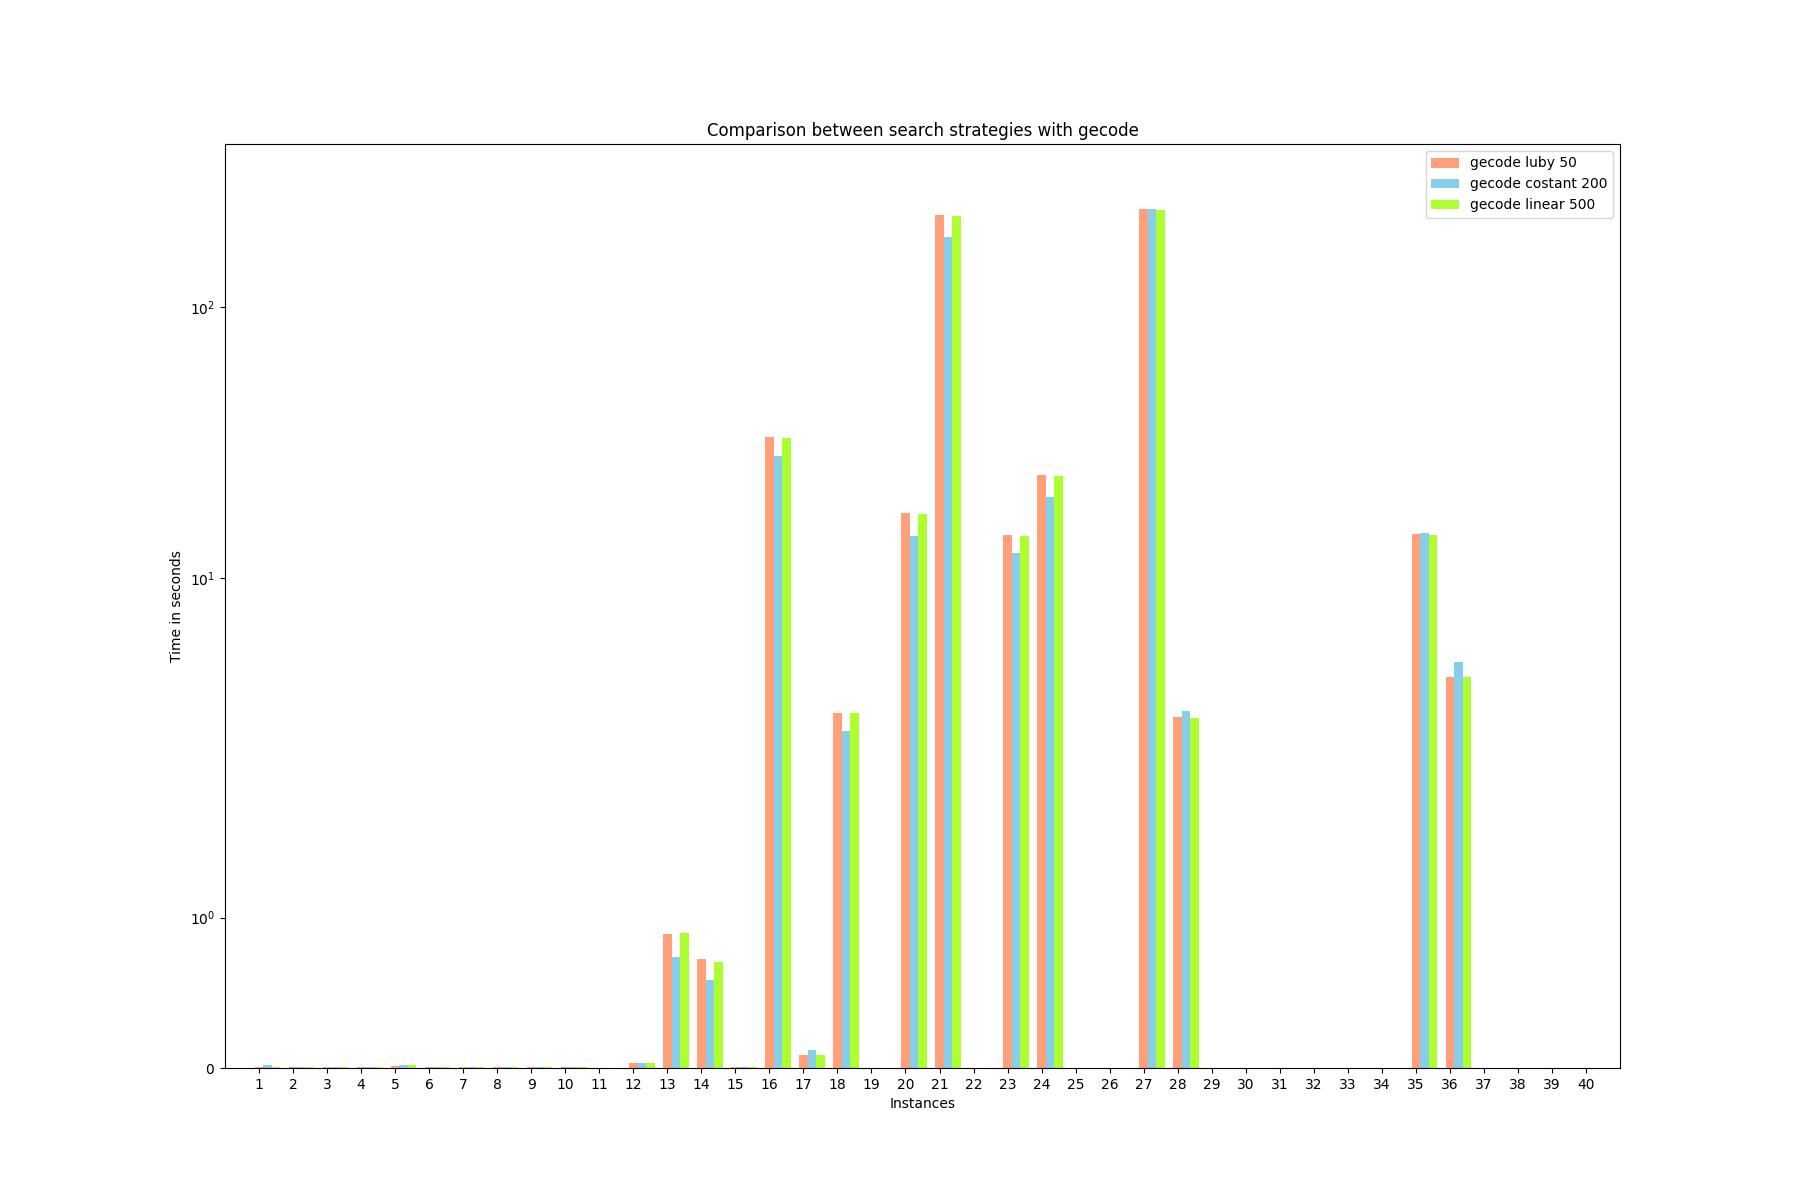 Comparison between search strategies with gecode
gecode luby 50
gecode costant 200
gecode linear 500
10²
10¹
10⁰
0
Time in seconds
1 2 3 4 5 6 7 8 9 10 11 12 13 14 15 16 17 18 19 20 21 22 23 24 25 26 27 28 29 30 31 32 33 34 35 36 37 38 39 40
Instances